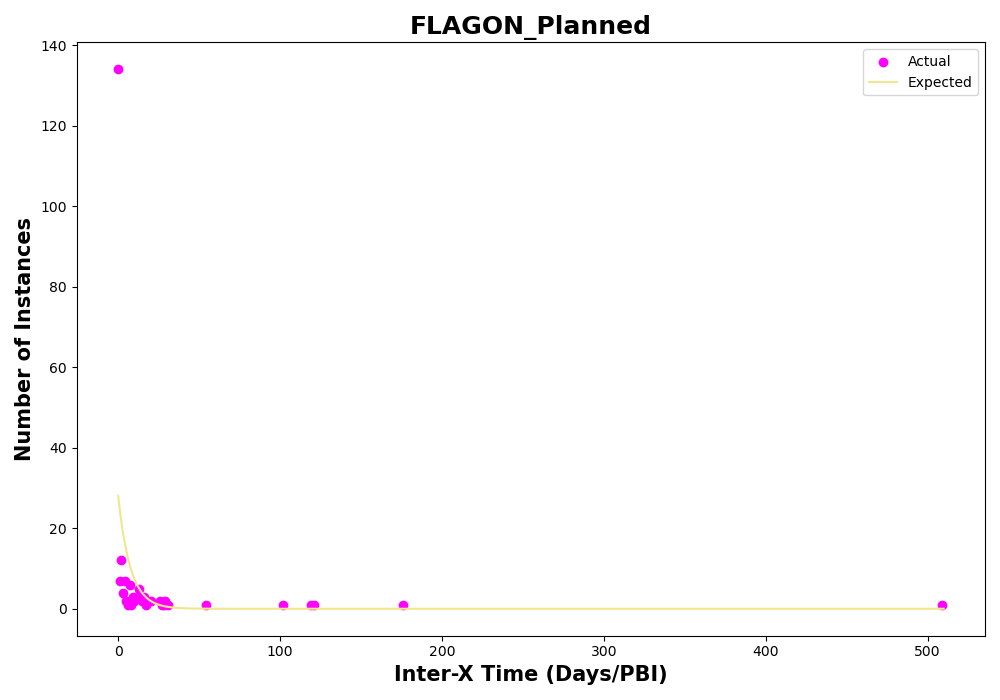 FLAGON_Planned
Actual
Expected
140
120
100
80
60
40
20
0
Number of Instances
0 100 200 300 400 500
Inter-X Time (Days/PBI)